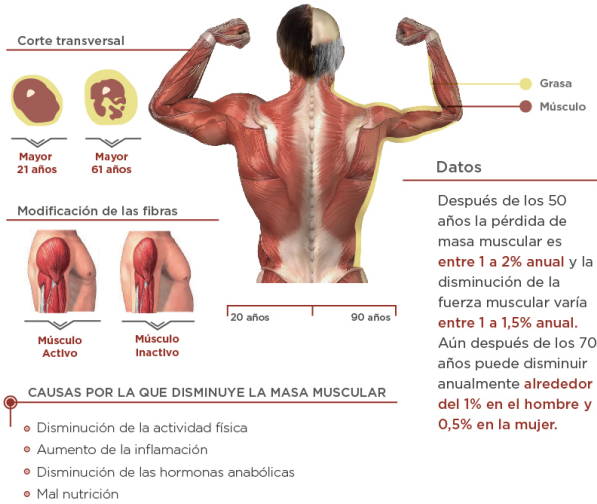 Corte transversal
Mayor
21 años
Mayor
61 años
Modificación de las fibras
Músculo
Activo
Músculo
Inactivo
20 años
90 años
Grasa
Músculo
Datos
Después de los 50
años la pérdida de
masa muscular es
entre 1 a 2% anual y la
disminución de la
fuerza muscular varía
entre 1 a 1,5% anual.
Aún después de los 70
años puede disminuir
anualmente alrededor
del 1% en el hombre y
0,5% en la mujer.
CAUSAS POR LA QUE DISMINUYE LA MASA MUSCULAR
Disminución de la actividad física
Aumento de la inflamación
Disminución de las hormonas anabólicas
Mal nutrición